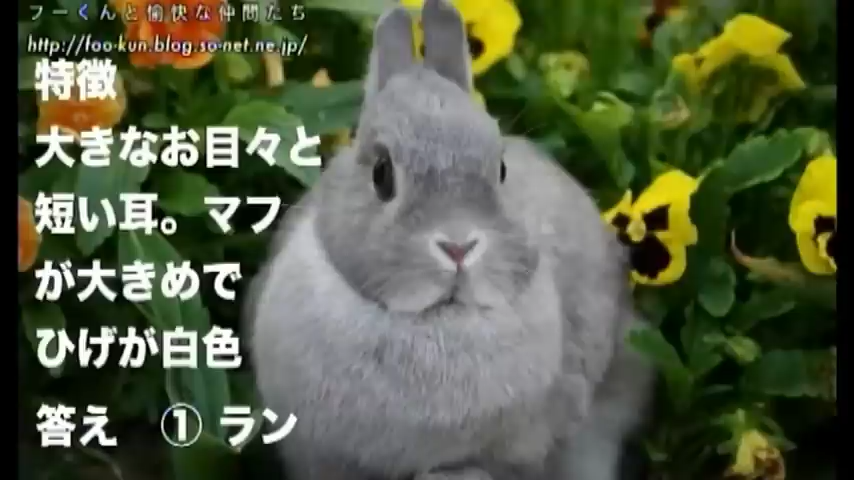 フーくんと愉快な仲間たち
http://foo-kun.blog.so-net.ne.jp/
特徴
大きなお目々と
短い耳。マフ
が大きめで
ひげが白色
答え ① ラン